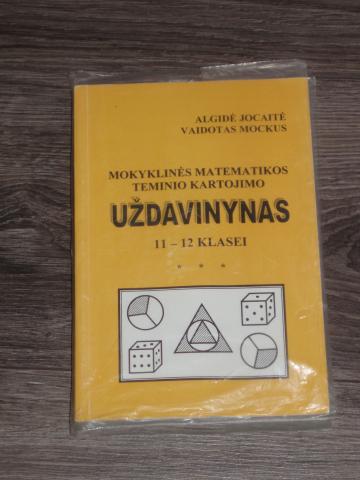 ALGIDĖ JOCAITĖ
VAIDOTAS MOCKUS
MOKYKLINĖS MATEMATIKOS
TEMINIO KARTOJIMO
UŽDAVINYNAS
11 – 12 KLASEI
* * *